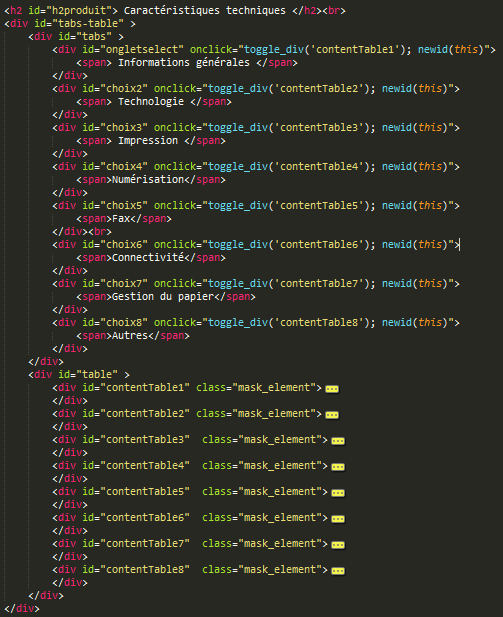 <h2 id="h2produit"> Caractéristiques techniques </h2><br>
<div id="tabs-table" >
<div id="tabs" >
<div id="ongletselect" onclick="toggle_div('contentTable1'); newid(this)">
<span> Informations générales </span>
</div>
<div id="choix2" onclick="toggle_div('contentTable2'); newid(this)">
<span> Technologie </span>
</div>
<div id="choix3" onclick="toggle_div('contentTable3'); newid(this)">
<span> Impression </span>
</div>
<div id="choix4" onclick="toggle_div('contentTable4'); newid(this)">
<span>Numérisation</span>
</div>
<div id="choix5" onclick="toggle_div('contentTable5'); newid(this)">
<span>Fax</span>
</div><br>
<div id="choix6" onclick="toggle_div('contentTable6'); newid(this)">
<span>Connectivité</span>
</div>
<div id="choix7" onclick="toggle_div('contentTable7'); newid(this)">
<span>Gestion du papier</span>
</div>
<div id="choix8" onclick="toggle_div('contentTable8'); newid(this)">
<span>Autres</span>
</div>
</div>
<div id="table" >
<div id="contentTable1" class="mask_element">
</div>
<div id="contentTable2" class="mask_element">
</div>
<div id="contentTable3"  class="mask_element">
</div>
<div id="contentTable4"  class="mask_element">
</div>
<div id="contentTable5"  class="mask_element">
</div>
<div id="contentTable6"  class="mask_element">
</div>
<div id="contentTable7"  class="mask_element">
</div>
<div id="contentTable8"  class="mask_element">
</div>
</div>
</div>